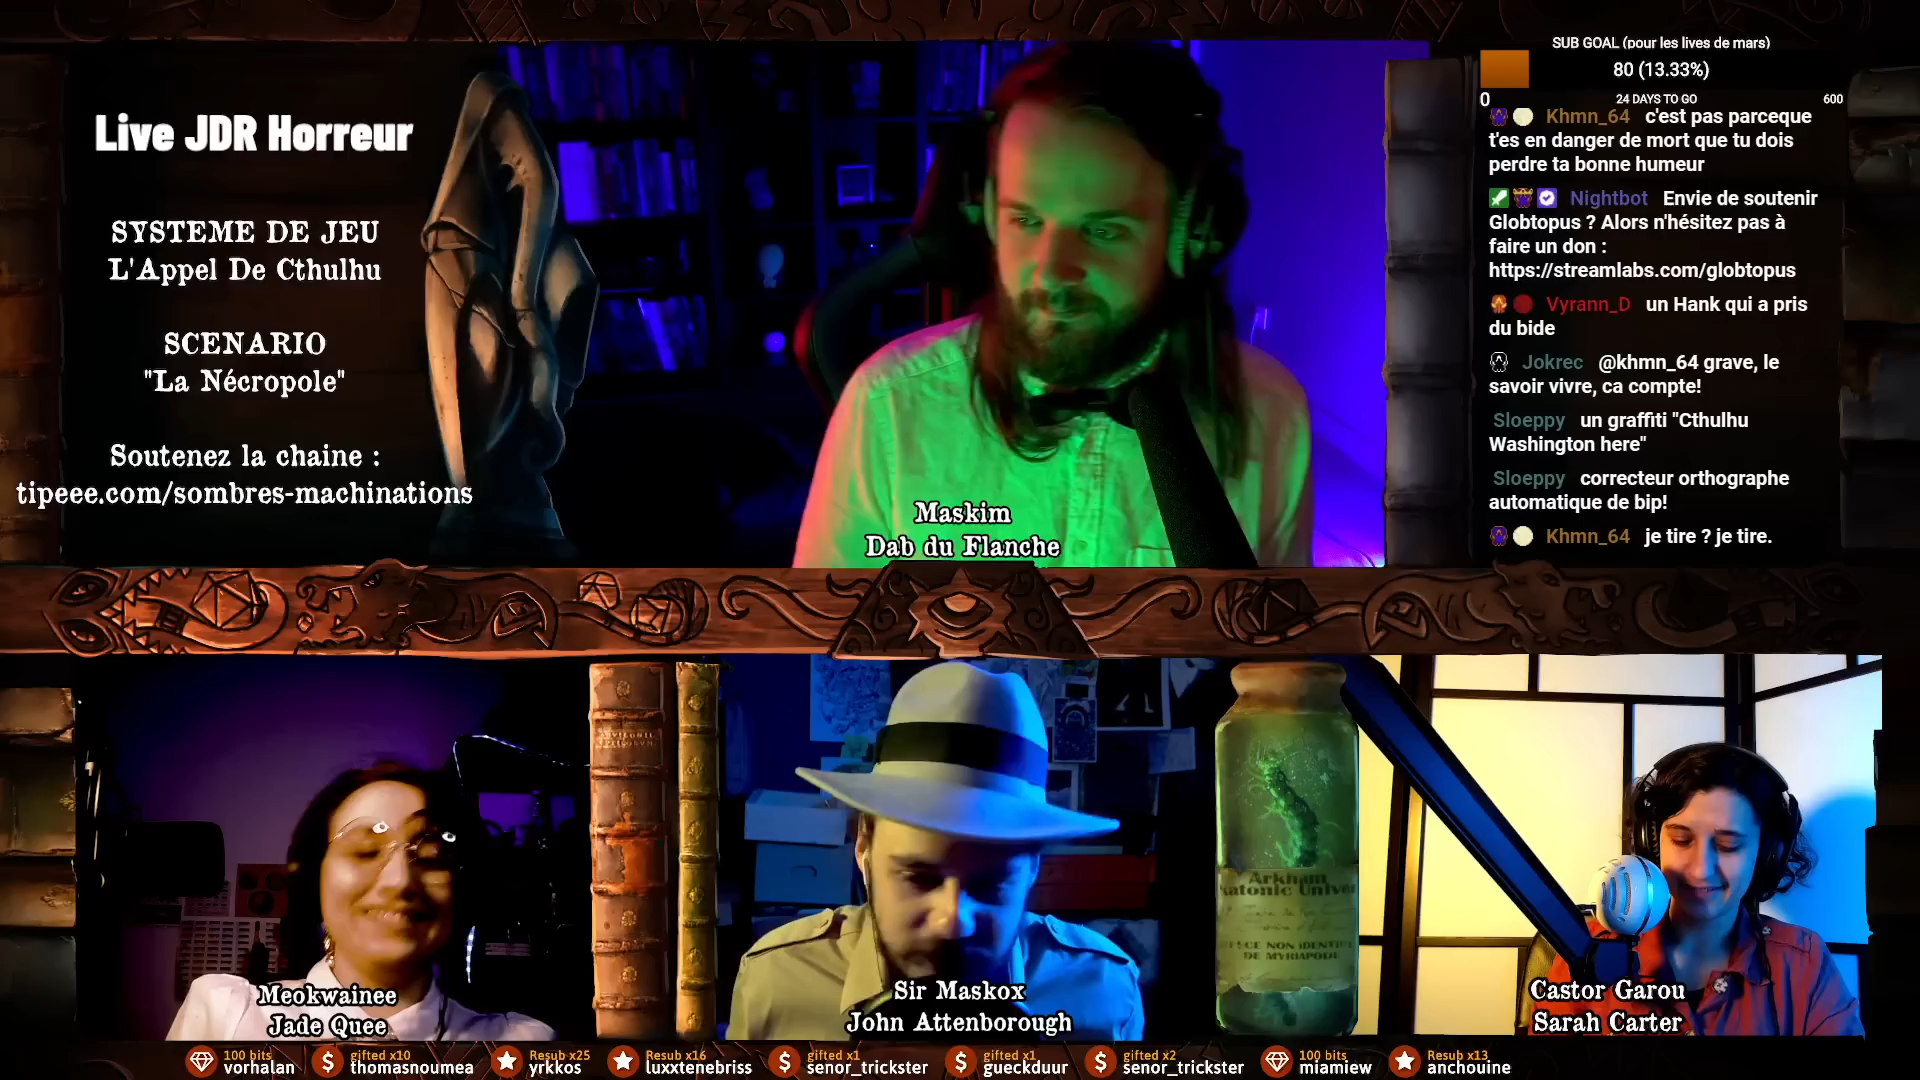 Live JDR Horreur
SYSTEME DE JEU
L'Appel De Cthulhu
SCENARIO
"La Nécropole"
Soutenez la chaine :
tipeee.com/sombres-machinations
Maskim
Dab du Flanche
SUB GOAL (pour les lives de mars)
80 (13.33%)
0
24 DAYS TO GO
600
Khmn_64 c'est pas parceque
t'es en danger de mort que tu dois
perdre ta bonne humeur
Nightbot Envie de soutenir
Globtopus ? Alors n'hésitez pas à
faire un don :
https://streamlabs.com/globtopus
Vyrann_D un Hank qui a pris
du bide
Jokrec @khmn_64 grave, le
savoir vivre, ca compte!
Sloeppy un graffiti "Cthulhu
Washington here"
Sloeppy correcteur orthographe
automatique de bip!
Khmn_64 je tire ? je tire.
Arkham
katonic Univer
NON IDENTI
DE MYRIAPODE
Meokwainee
Jade Quee
Sir Maskox
John Attenborough
Castor Garou
Sarah Carter
100 bits
vorhalan
gifted x10
thomasnoumea
Resub x25
yrkkos
Resub x16
luxxtenebriss
gifted x1
senor_trickster
gifted x1
gueckduur
gifted x2
senor_trickster
100 bits
miamiew
Resub x13
anchouine